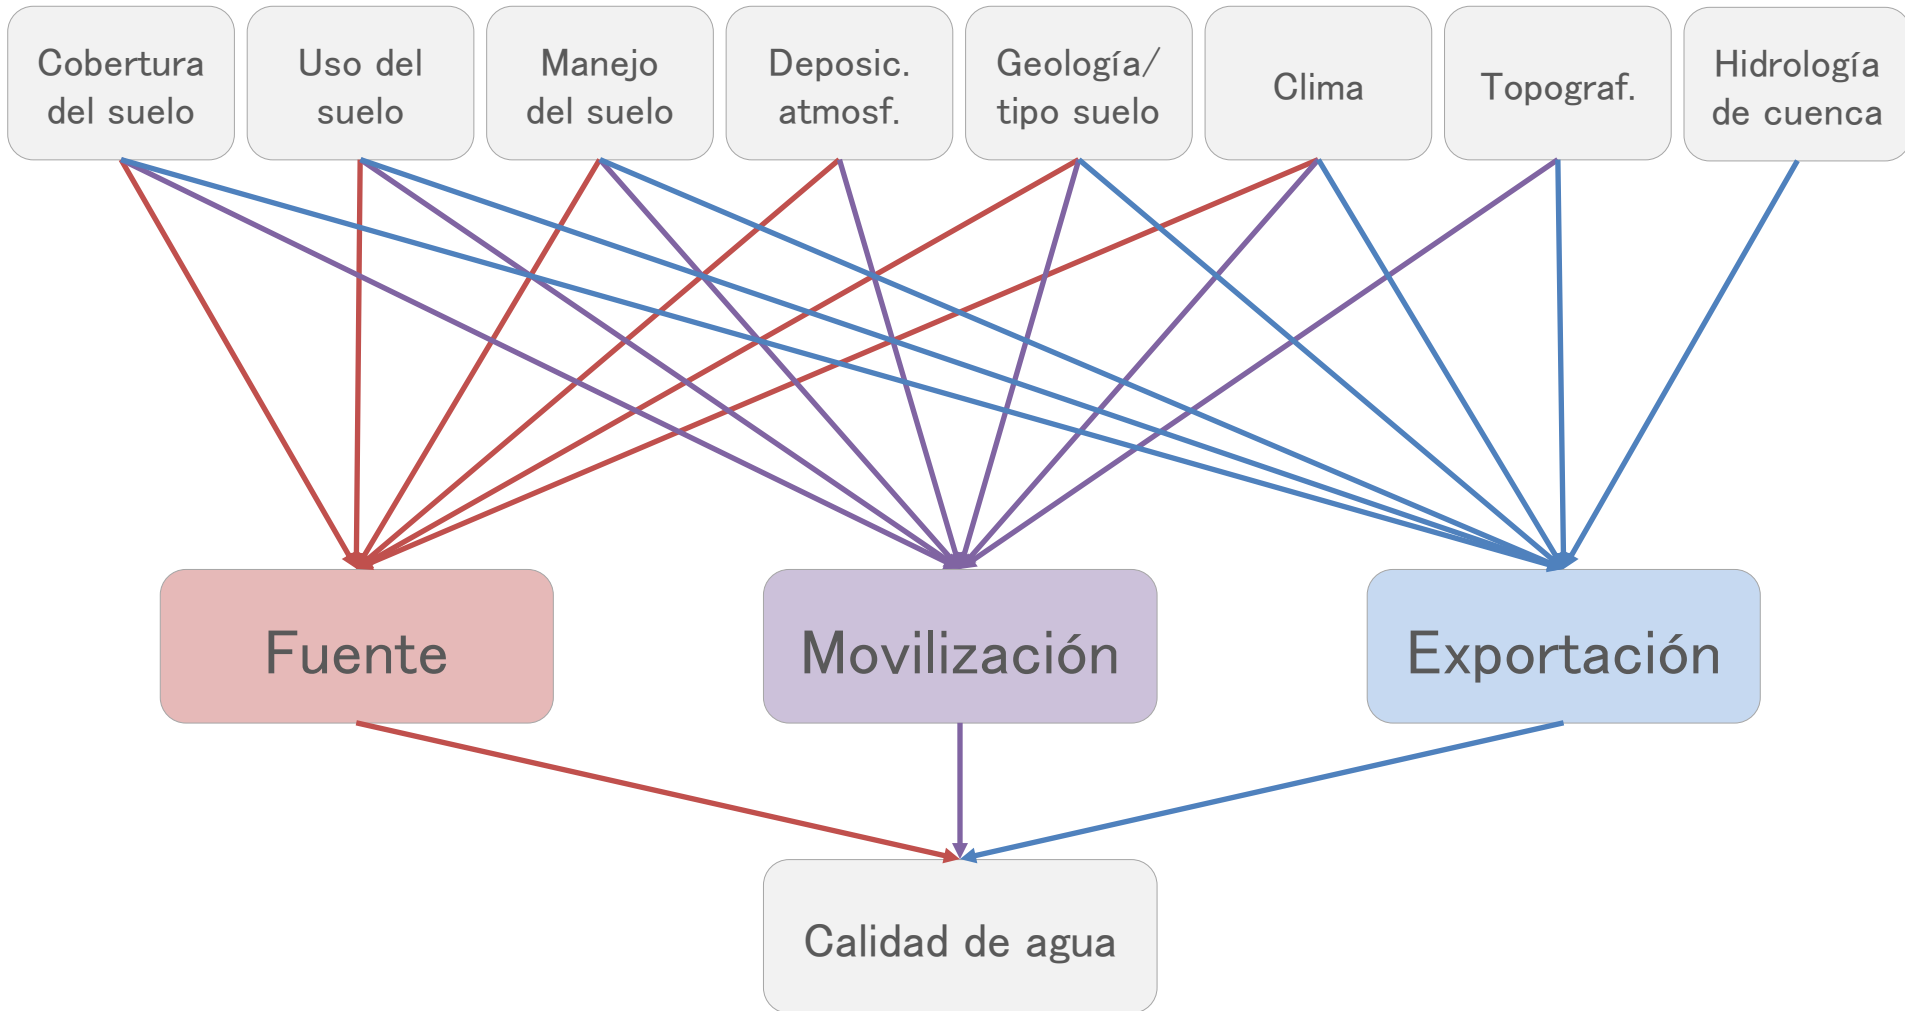 Cobertura
del suelo
Uso del
suelo
Manejo
del suelo
Deposic.
atmosf.
Geología/
tipo suelo
Clima
Topograf.
Hidrología
de cuenca
Fuente
Movilización
Exportación
Calidad de agua